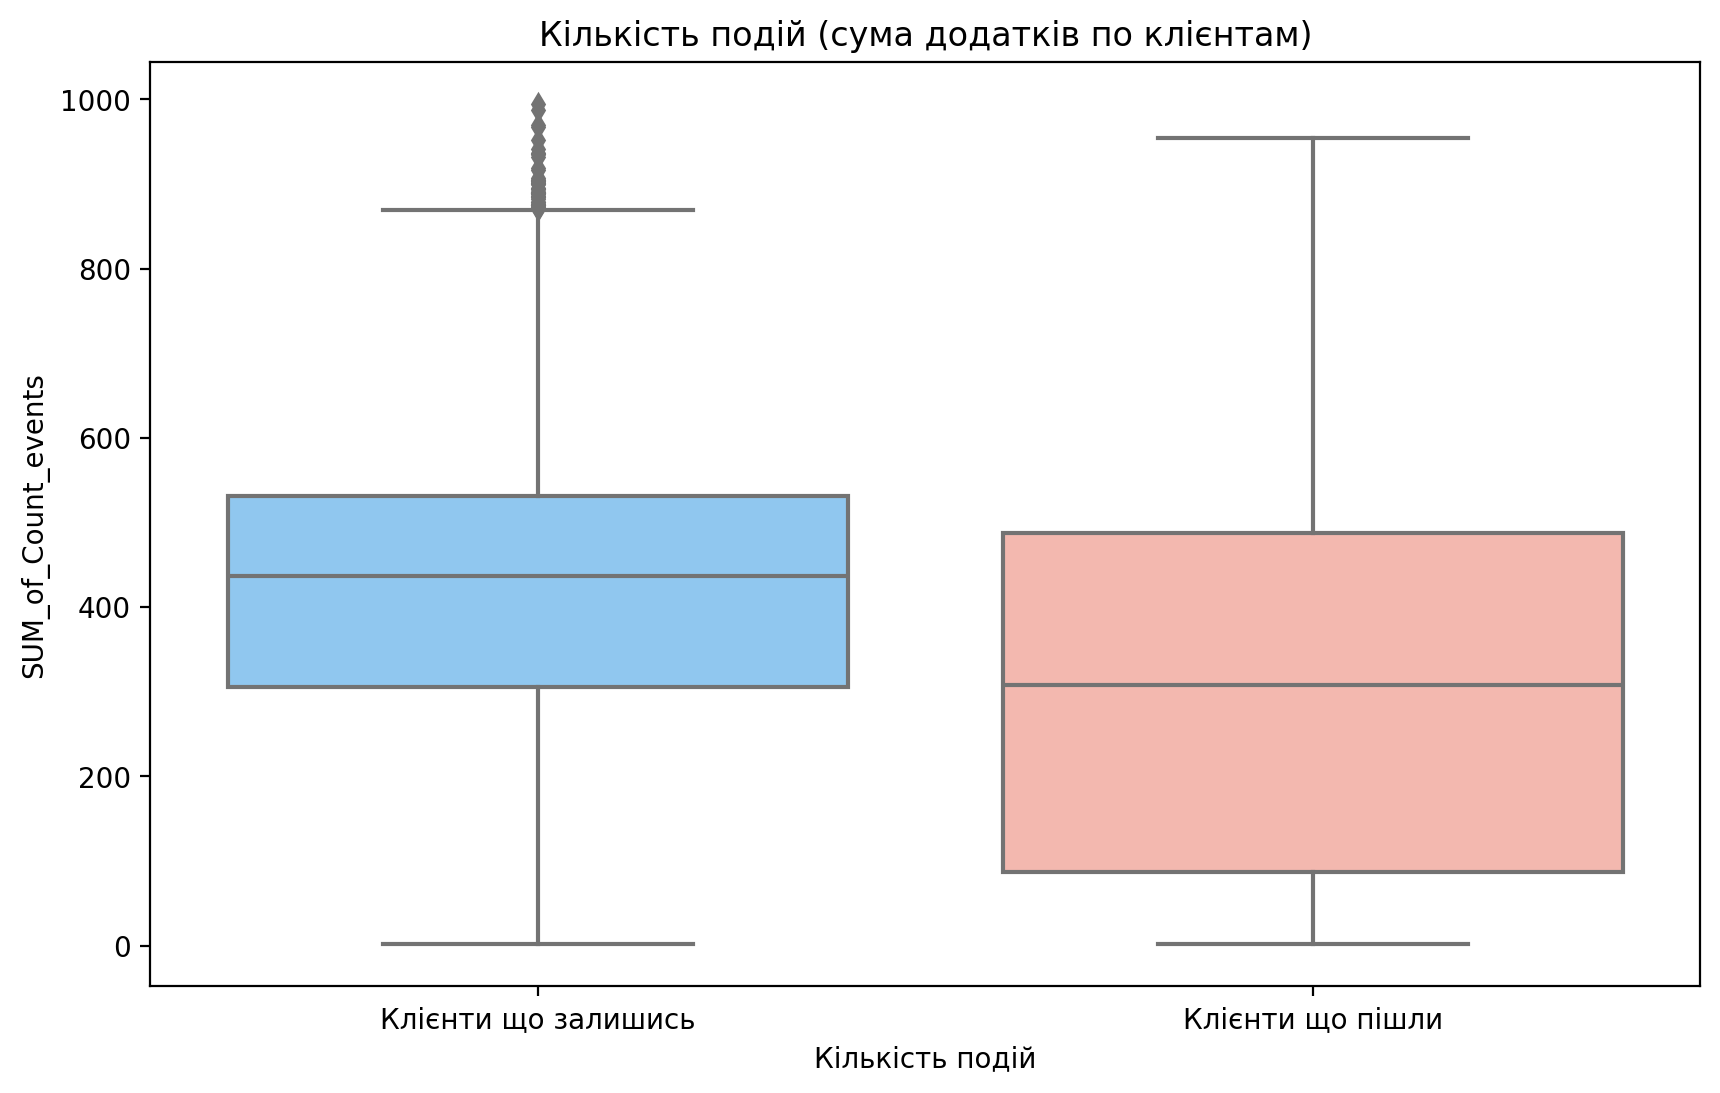 Кількість подій (сума додатків по клієнтам)
SUM_of_Count_events
1000
800
600
400
200
0
Клієнти що залишись
Клієнти що пішли
Кількість подій